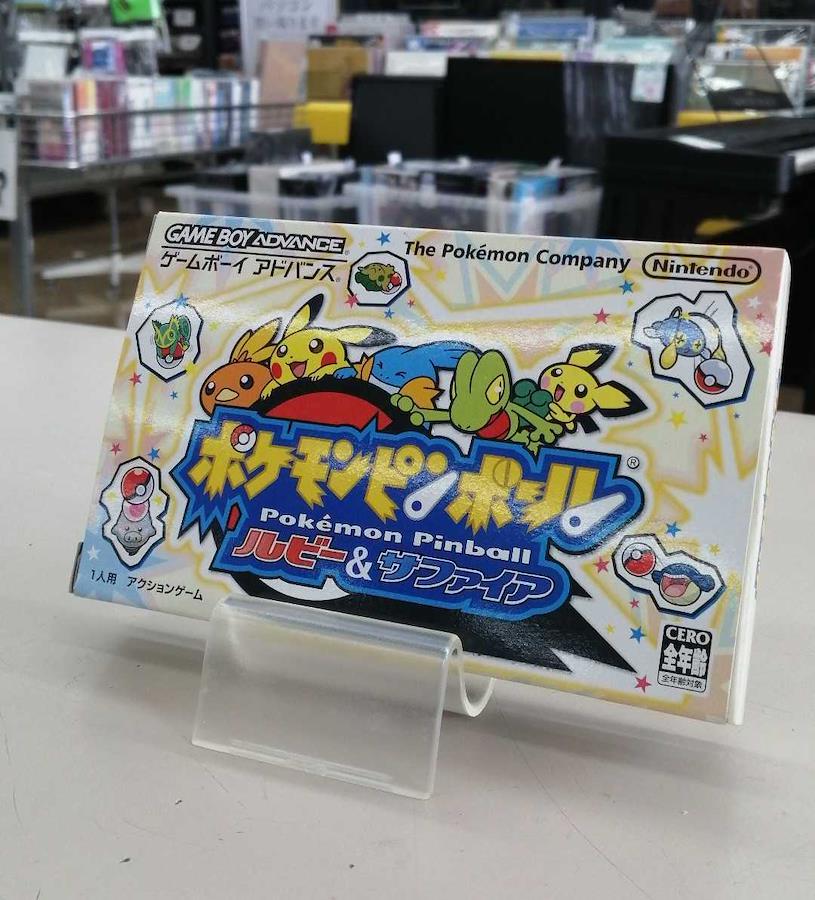 GAME BOY ADVANCE
ゲームボーイ アドバンス
The Pokémon Company
Nintendo®
ポケモンピンボール®
Pokémon Pinball
ルビー&サファイア
1人用 アクションゲーム
CERO
全年齢
全年齢対象